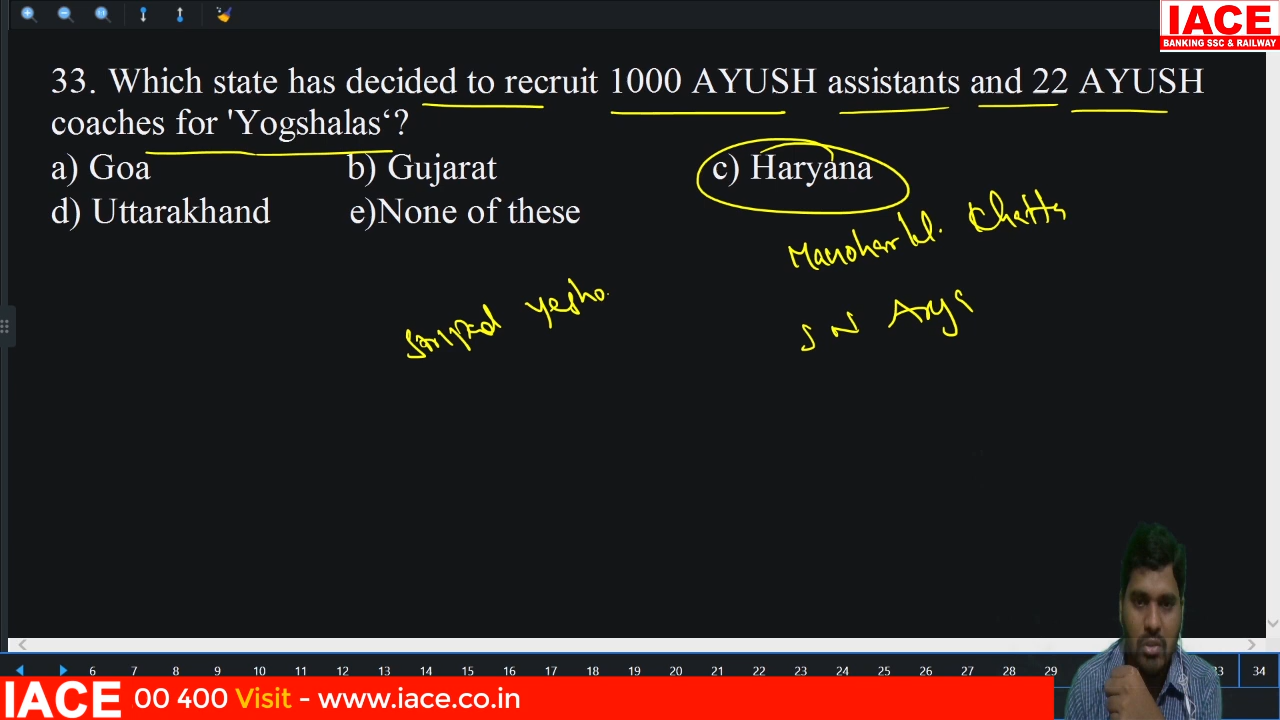 IACE
BANKING SSC & RAILWAY
33. Which state has decided to recruit 1000 AYUSH assistants and 22 AYUSH
coaches for 'Yogshalas‘?
a) Goa b) Gujarat c) Haryana
d) Uttarakhand e)None of these
S N Arya
6 7 8 9 10 11 12 13 14 15 16 17 18 19 20 21 22 23 24 25 26 27 28 29 33 34
IACE 00 400 Visit - www.iace.co.in